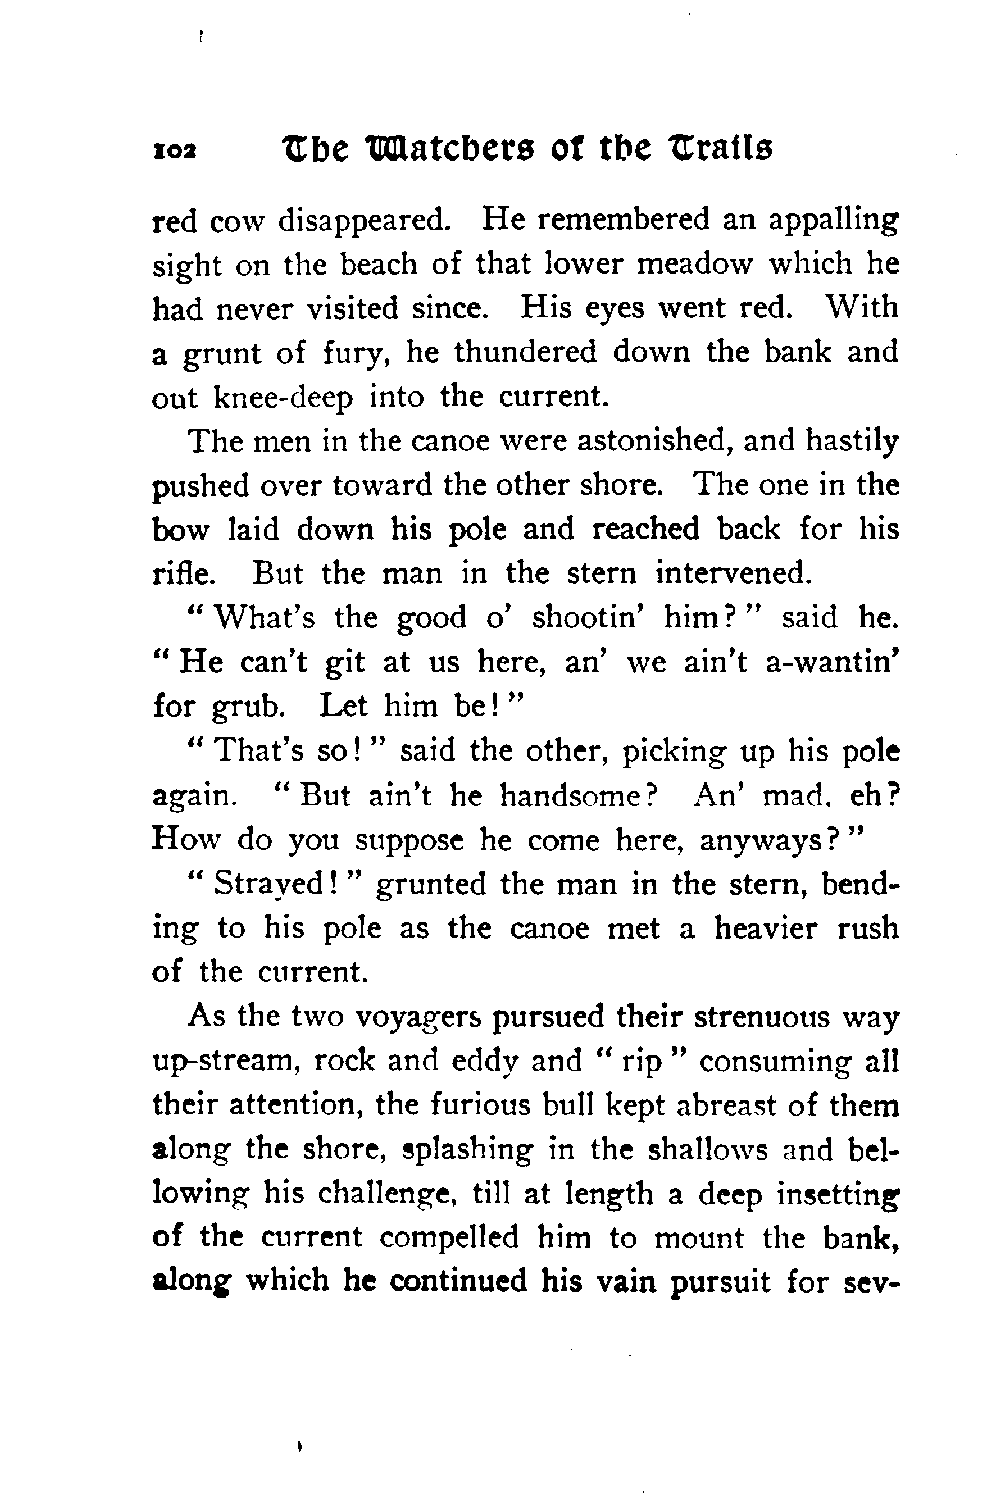 102 The Watchers of the Trails
red cow disappeared. He remembered an appalling
sight on the beach of that lower meadow which he
had never visited since. His eyes went red. With
a grunt of fury, he thundered down the bank and
out knee-deep into the current.
The men in the canoe were astonished, and hastily
pushed over toward the other shore. The one in the
bow laid down his pole and reached back for his
rifle. But the man in the stern intervened.
" What's the good o' shootin' him? " said he.
" He can't git at us here, an' we ain't a-wantin'
for grub. Let him be! "
" That's so! " said the other, picking up his pole
again. " But ain't he handsome? An' mad, eh?
How do you suppose he come here, anyways? "
" Strayed! " grunted the man in the stern, bend-
ing to his pole as the canoe met a heavier rush
of the current.
As the two voyagers pursued their strenuous way
up-stream, rock and eddy and " rip " consuming all
their attention, the furious bull kept abreast of them
along the shore, splashing in the shallows and bel-
lowing his challenge, till at length a deep insetting
of the current compelled him to mount the bank,
along which he continued his vain pursuit for sev-